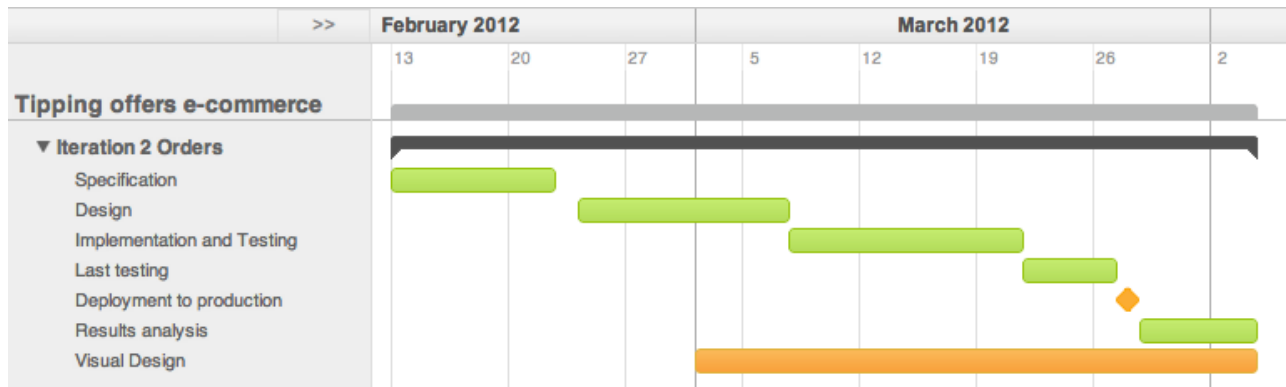 >> February 2012 March 2012
13 20 27 5 12 19 26 2
Tipping offers e-commerce
▼ Iteration 2 Orders
Specification
Design
Implementation and Testing
Last testing
Deployment to production
Results analysis
Visual Design